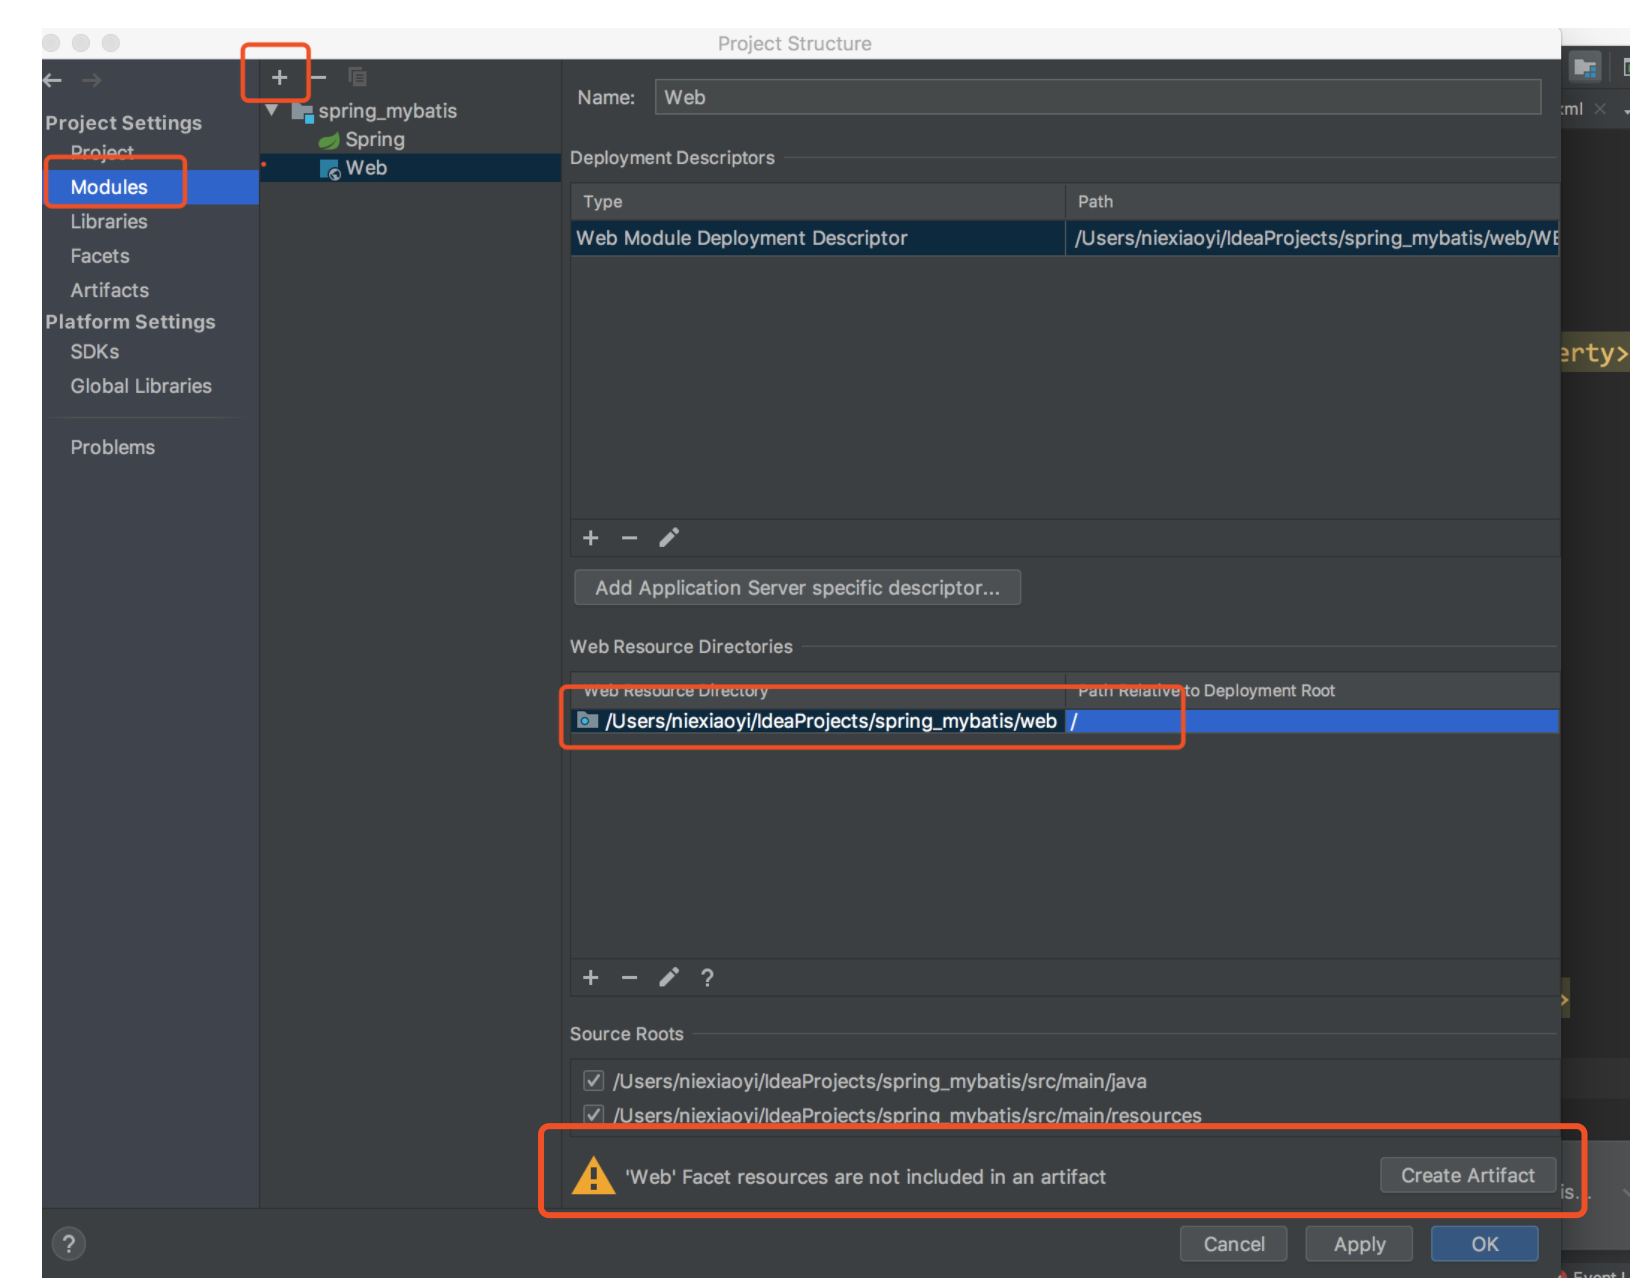 Project Structure
Project Settings
Project
Modules
Libraries
Facets
Artifacts
Platform Settings
SDKs
Global Libraries
Problems
spring_mybatis
Spring
Web
Name: Web
Deployment Descriptors
Type Path
Web Module Deployment Descriptor /Users/niexiaoyi/IdeaProjects/spring_mybatis/web/WE
Add Application Server specific descriptor...
Web Resource Directories
Web Resource Directory Path Relative to Deployment Root
/Users/niexiaoyi/IdeaProjects/spring_mybatis/web /
Source Roots
/Users/niexiaoyi/IdeaProjects/spring_mybatis/src/main/java
/Users/niexiaoyi/IdeaProjects/spring_mybatis/src/main/resources
'Web' Facet resources are not included in an artifact Create Artifact
? Cancel Apply OK
ml
erty>
>
is...